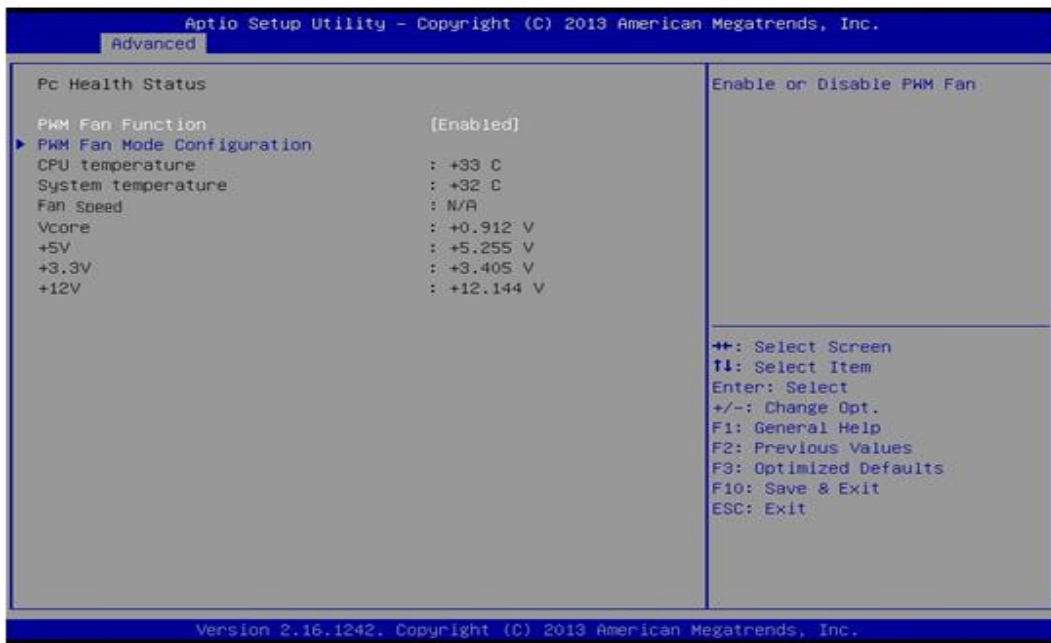 Aptio Setup Utility – Copyright (C) 2013 American Megatrends, Inc.
Advanced
Pc Health Status
PWM Fan Function [Enabled]
PWM Fan Mode Configuration
CPU temperature : +33 C
System temperature : +32 C
Fan Speed : N/A
Vcore : +0.912 V
+5V : +5.255 V
+3.3V : +3.405 V
+12V : +12.144 V
Enable or Disable PWM Fan
→←: Select Screen
↑↓: Select Item
Enter: Select
+/-: Change Opt.
F1: General Help
F2: Previous Values
F3: Optimized Defaults
F10: Save & Exit
ESC: Exit
Version 2.16.1242. Copyright (C) 2013 American Megatrends, Inc.